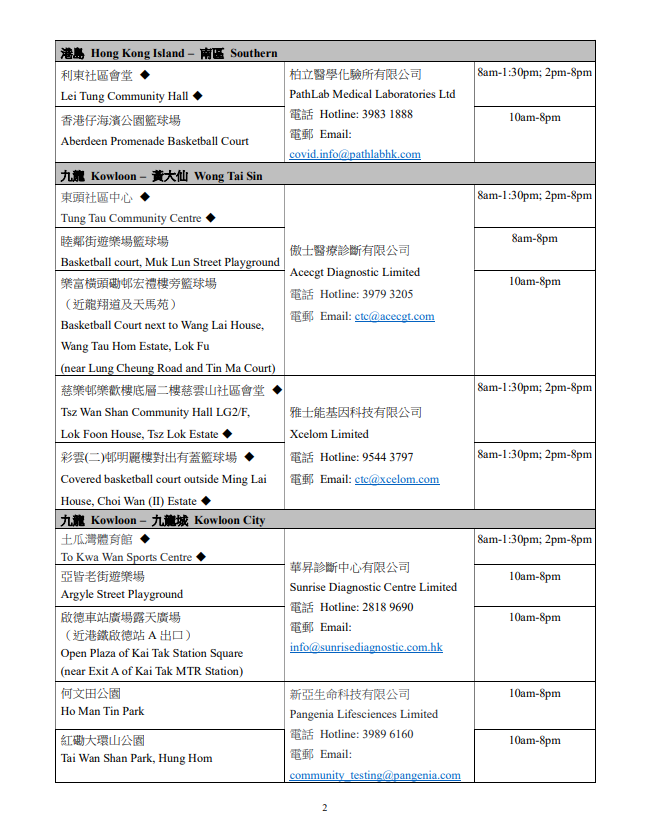 港島 Hong Kong Island – 南區 Southern
利東社區會堂 ◆
Lei Tung Community Hall ◆
柏立醫學化驗所有限公司
PathLab Medical Laboratories Ltd
電話 Hotline: 3983 1888
電郵 Email:
covid.info@pathlabhk.com
8am-1:30pm; 2pm-8pm
香港仔海濱公園籃球場
Aberdeen Promenade Basketball Court
10am-8pm
九龍 Kowloon – 黃大仙 Wong Tai Sin
東頭社區中心 ◆
Tung Tau Community Centre ◆
8am-1:30pm; 2pm-8pm
傲士醫療診斷有限公司
Acecgt Diagnostic Limited
電話 Hotline: 3979 3205
電郵 Email: ctc@acecgt.com
睦鄰街遊樂場籃球場
Basketball court, Muk Lun Street Playground
8am-8pm
樂富橫頭磡邨宏禮樓旁籃球場
（近龍翔道及天馬苑）
Basketball Court next to Wang Lai House,
Wang Tau Hom Estate, Lok Fu
(near Lung Cheung Road and Tin Ma Court)
10am-8pm
慈樂邨樂歡樓底層二樓慈雲山社區會堂 ◆
Tsz Wan Shan Community Hall LG2/F,
Lok Foon House, Tsz Lok Estate ◆
8am-1:30pm; 2pm-8pm
雅士能基因科技有限公司
Xcelom Limited
電話 Hotline: 9544 3797
電郵 Email: ctc@xcelom.com
彩雲(二)邨明麗樓對出有蓋籃球場 ◆
Covered basketball court outside Ming Lai
House, Choi Wan (II) Estate ◆
8am-1:30pm; 2pm-8pm
九龍 Kowloon – 九龍城 Kowloon City
土瓜灣體育館 ◆
To Kwa Wan Sports Centre ◆
8am-1:30pm; 2pm-8pm
華昇診斷中心有限公司
Sunrise Diagnostic Centre Limited
電話 Hotline: 2818 9690
電郵 Email:
info@sunrisediagnostic.com.hk
亞皆老街遊樂場
Argyle Street Playground
10am-8pm
啟德車站廣場露天廣場
（近港鐵啟德站 A 出口）
Open Plaza of Kai Tak Station Square
(near Exit A of Kai Tak MTR Station)
10am-8pm
何文田公園
Ho Man Tin Park
10am-8pm
新亞生命科技有限公司
Pangenia Lifesciences Limited
電話 Hotline: 3989 6160
電郵 Email:
community_testing@pangenia.com
紅磡大環山公園
Tai Wan Shan Park, Hung Hom
10am-8pm
2